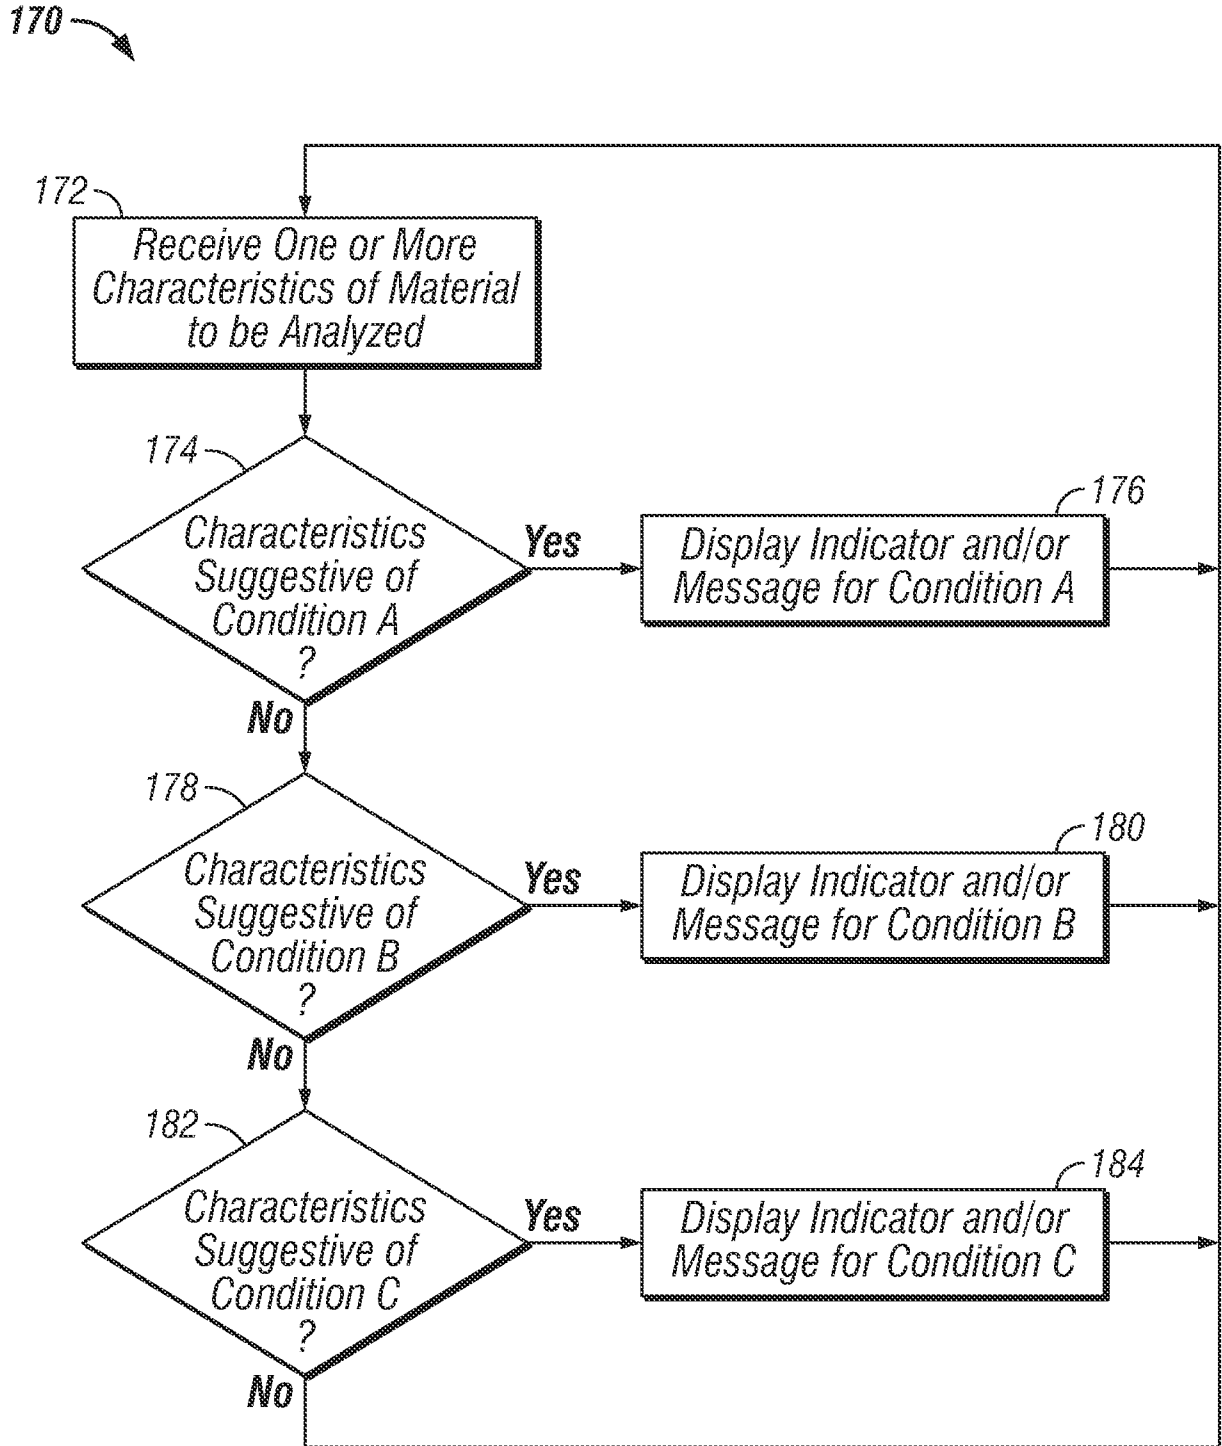 170
172
Receive One or More
Characteristics of Material
to be Analyzed
174
Characteristics
Suggestive of
Condition A
?
Yes
176
Display Indicator and/or
Message for Condition A
No
178
Characteristics
Suggestive of
Condition B
?
Yes
180
Display Indicator and/or
Message for Condition B
No
182
Characteristics
Suggestive of
Condition C
?
Yes
184
Display Indicator and/or
Message for Condition C
No